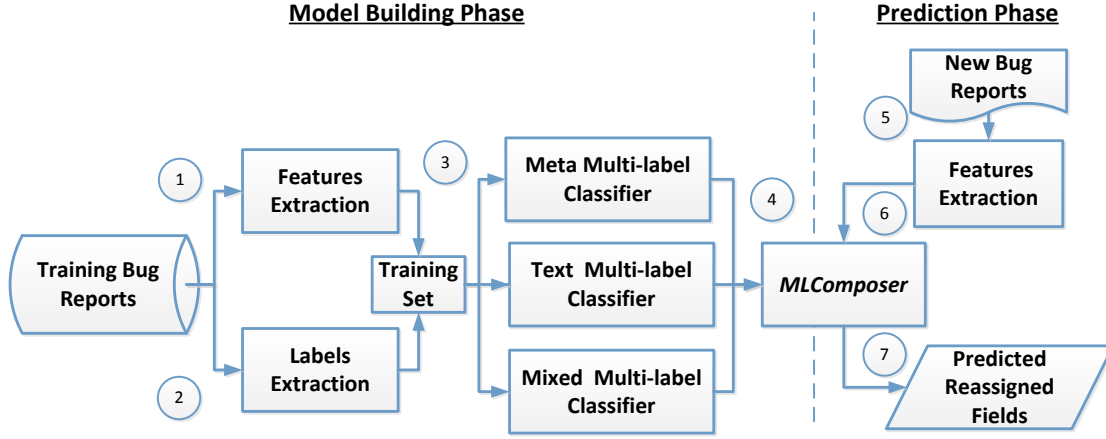 Model Building Phase
Prediction Phase
New Bug
Reports
5
Features
Extraction
6
1
Features
Extraction
3
Meta Multi-label
Classifier
4
Training Bug
Reports
Training
Set
Text Multi-label
Classifier
MLComposer
2
Labels
Extraction
Mixed Multi-label
Classifier
7
Predicted
Reassigned
Fields